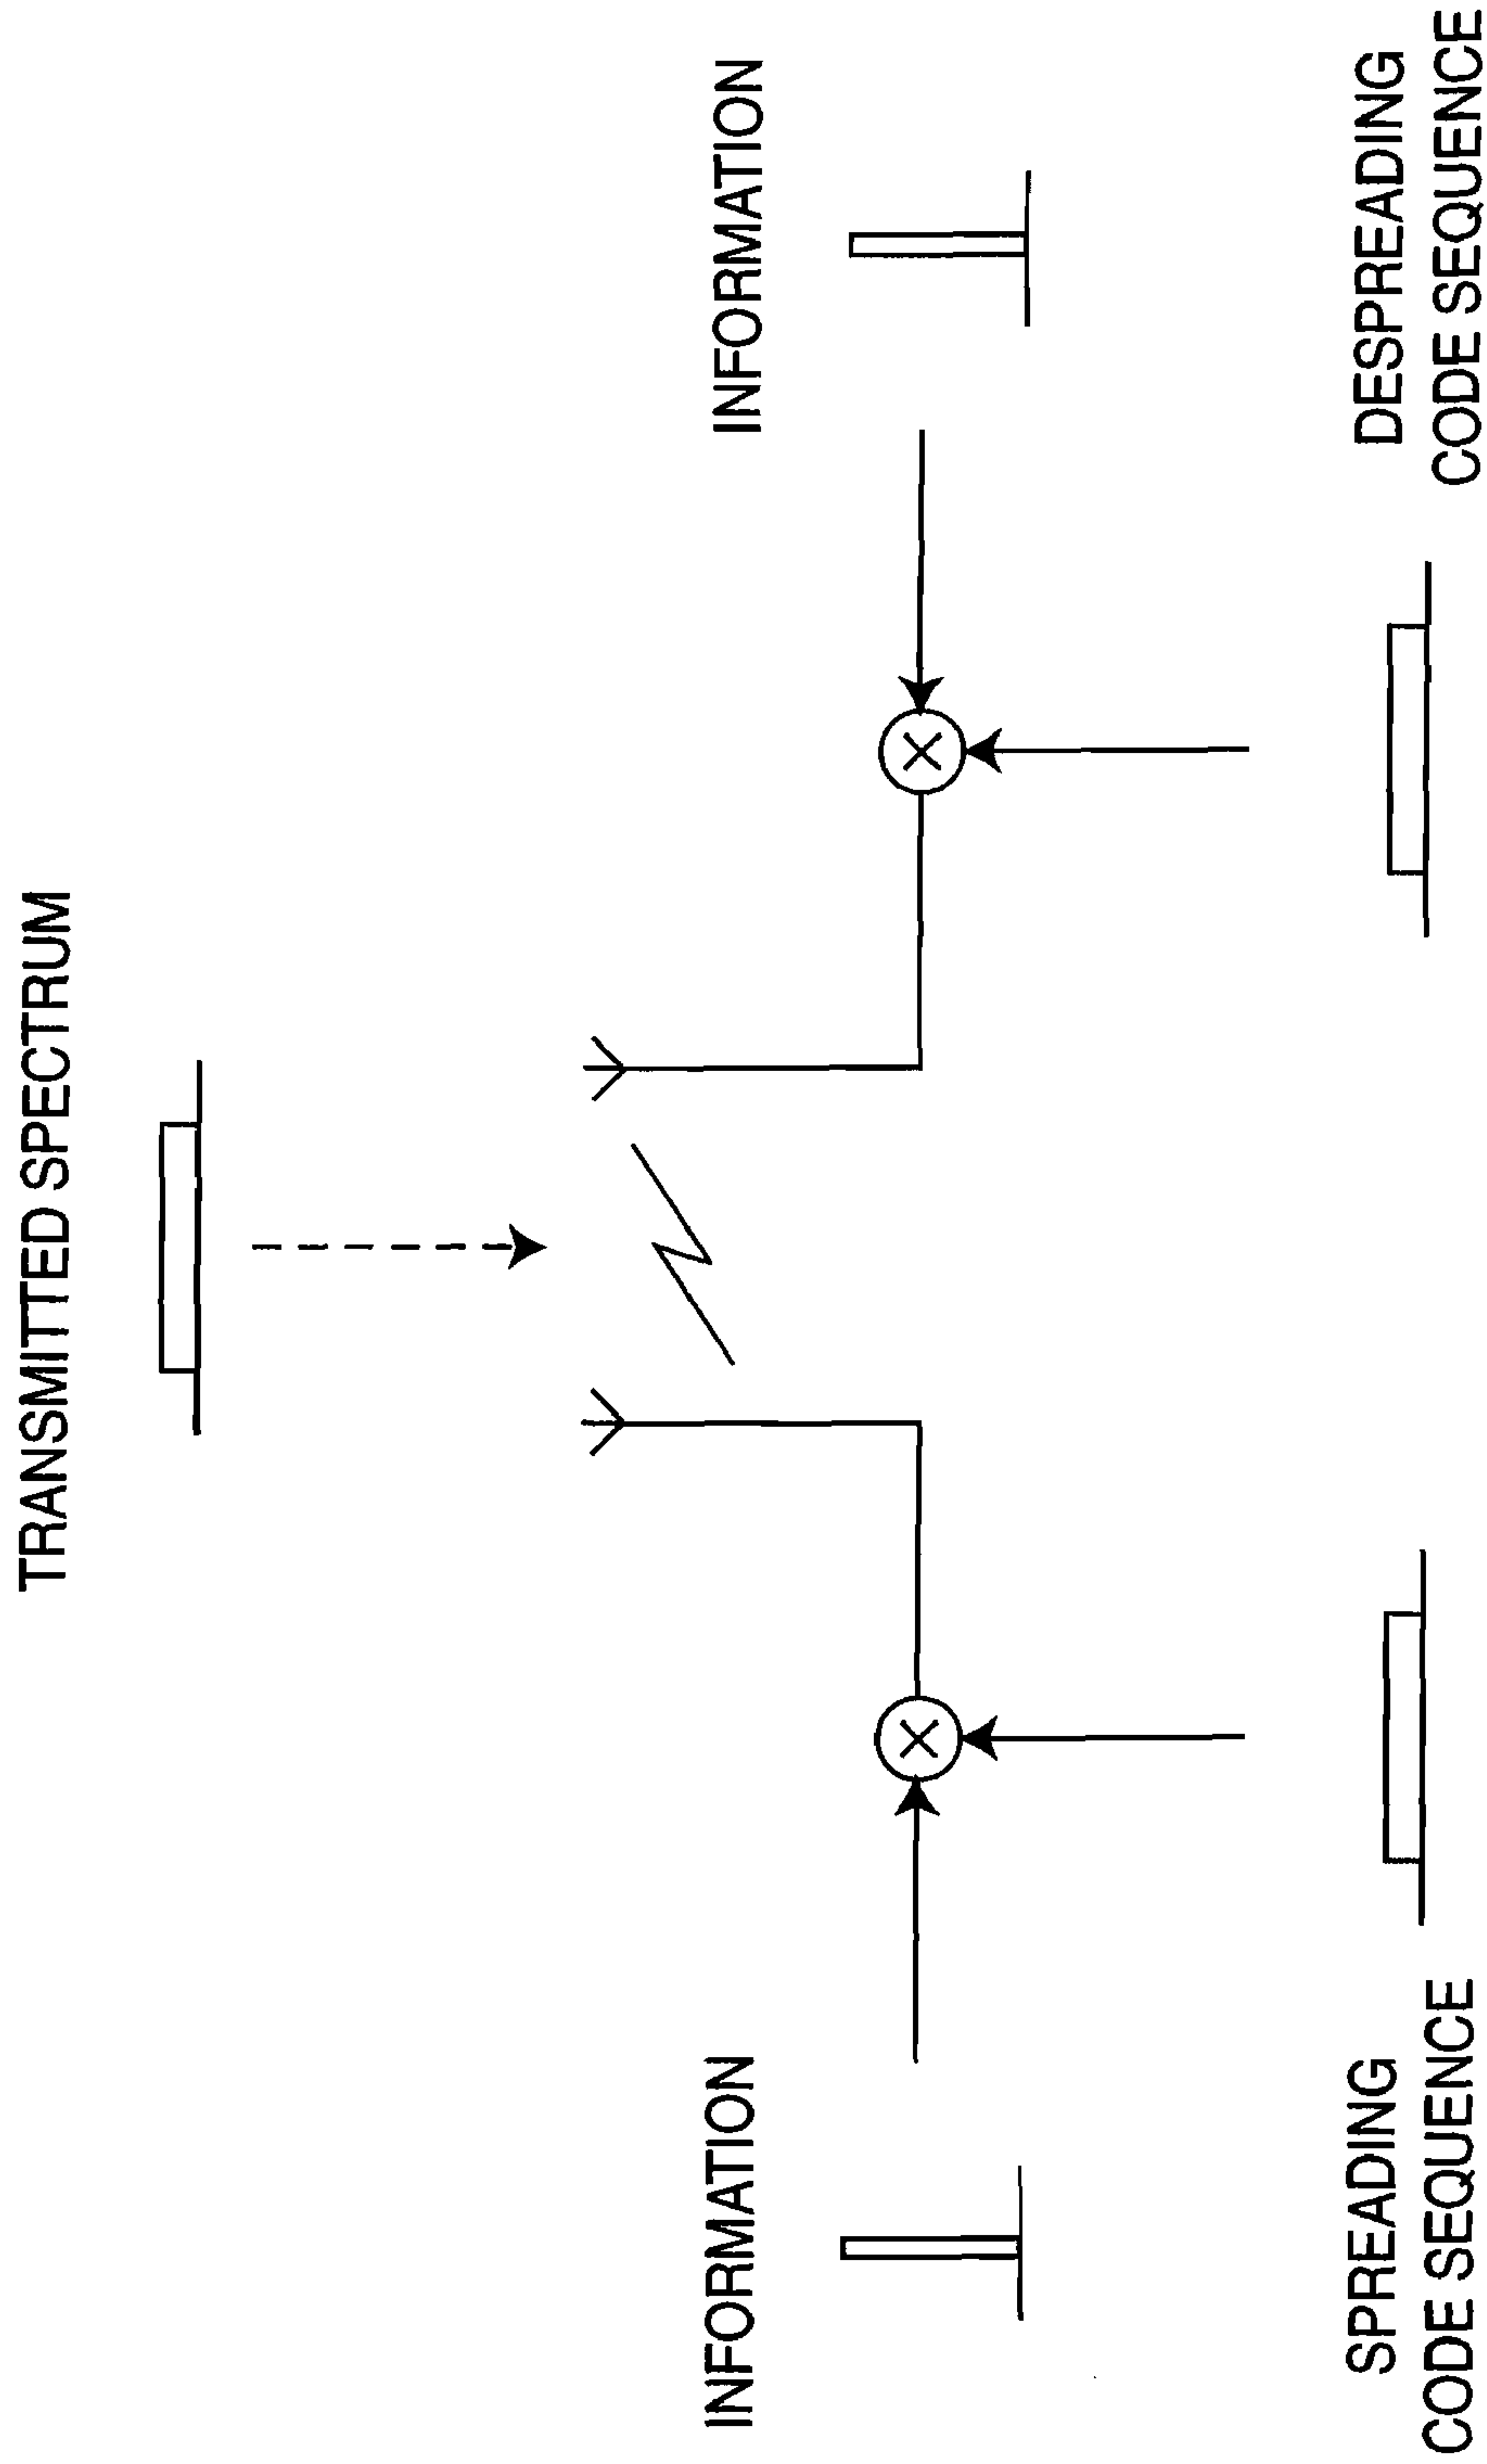 TRANSMITTED SPECTRUM
INFORMATION
INFORMATION
SPREADING
CODE SEQUENCE
DESPREADING
CODE SEQUENCE